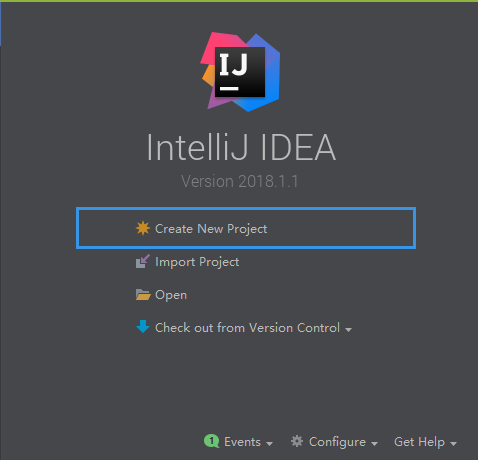 IJ
IntelliJ IDEA
Version 2018.1.1
Create New Project
Import Project
Open
Check out from Version Control
1 Events Configure Get Help